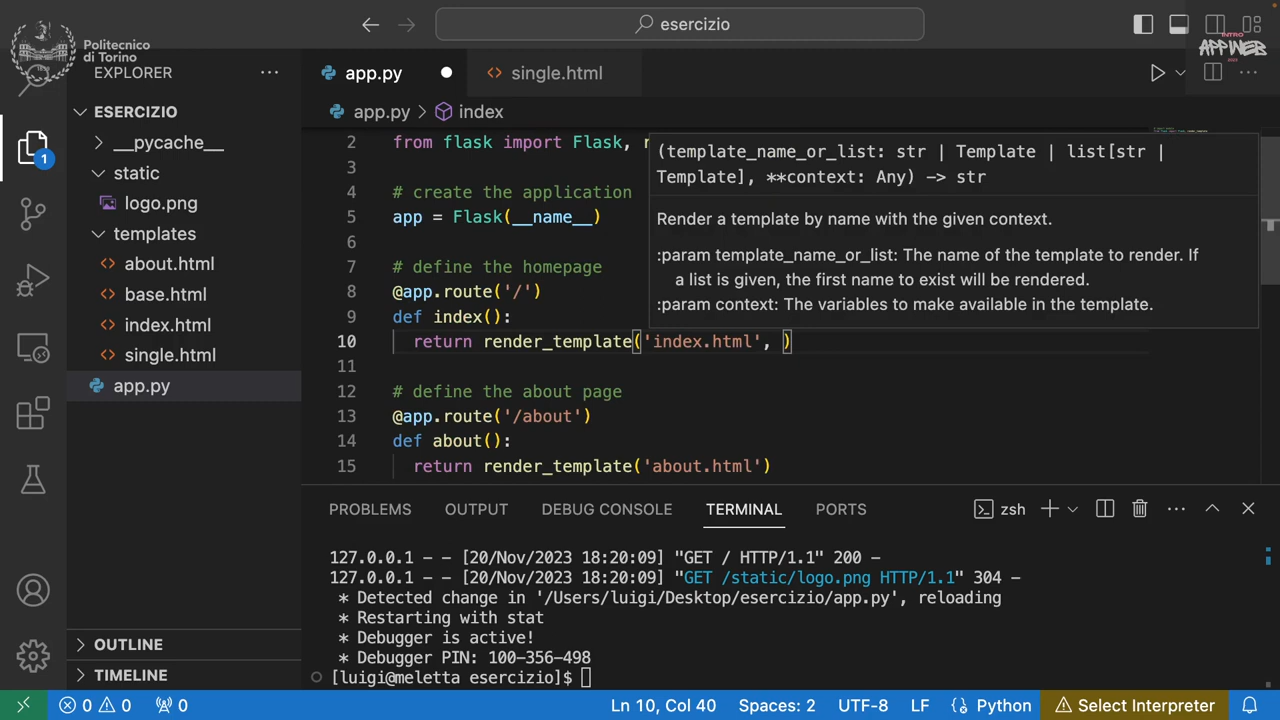 esercizio
Politecnico
di Torino
INTRO
APPIWEB
2023
EXPLORER
ESERCIZIO
__pycache__
static
logo.png
templates
about.html
base.html
index.html
single.html
app.py
OUTLINE
TIMELINE
app.py
single.html
app.py > index
2 from flask import Flask, r
3
4 # create the application
5 app = Flask(__name__)
6
7 # define the homepage
8 @app.route('/')
9 def index():
10 return render_template('index.html', )
11
12 # define the about page
13 @app.route('/about')
14 def about():
15 return render_template('about.html')
(template_name_or_list: str | Template | list[str |
Template], **context: Any) -> str
Render a template by name with the given context.
:param template_name_or_list: The name of the template to render. If
a list is given, the first name to exist will be rendered.
:param context: The variables to make available in the template.
PROBLEMS OUTPUT DEBUG CONSOLE TERMINAL PORTS zsh
127.0.0.1 - - [20/Nov/2023 18:20:09] "GET / HTTP/1.1" 200 -
127.0.0.1 - - [20/Nov/2023 18:20:09] "GET /static/logo.png HTTP/1.1" 304 -
* Detected change in '/Users/luigi/Desktop/esercizio/app.py', reloading
* Restarting with stat
* Debugger is active!
* Debugger PIN: 100-356-498
[luigi@meletta esercizio]$
1
0 0 0 Ln 10, Col 40 Spaces: 2 UTF-8 LF Python Select Interpreter